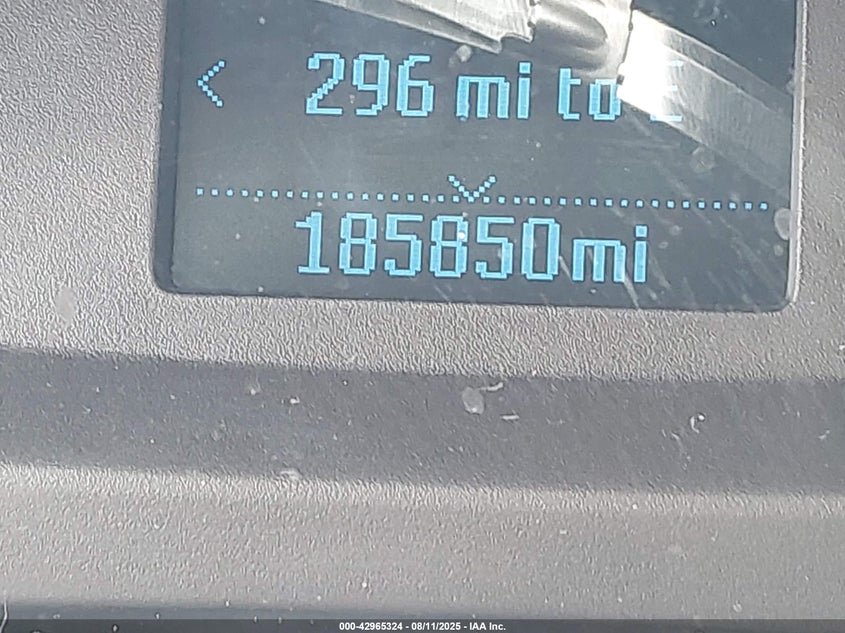 < 296 mi to E
185850mi
000-42965324 - 08/11/2025 - IAA Inc.